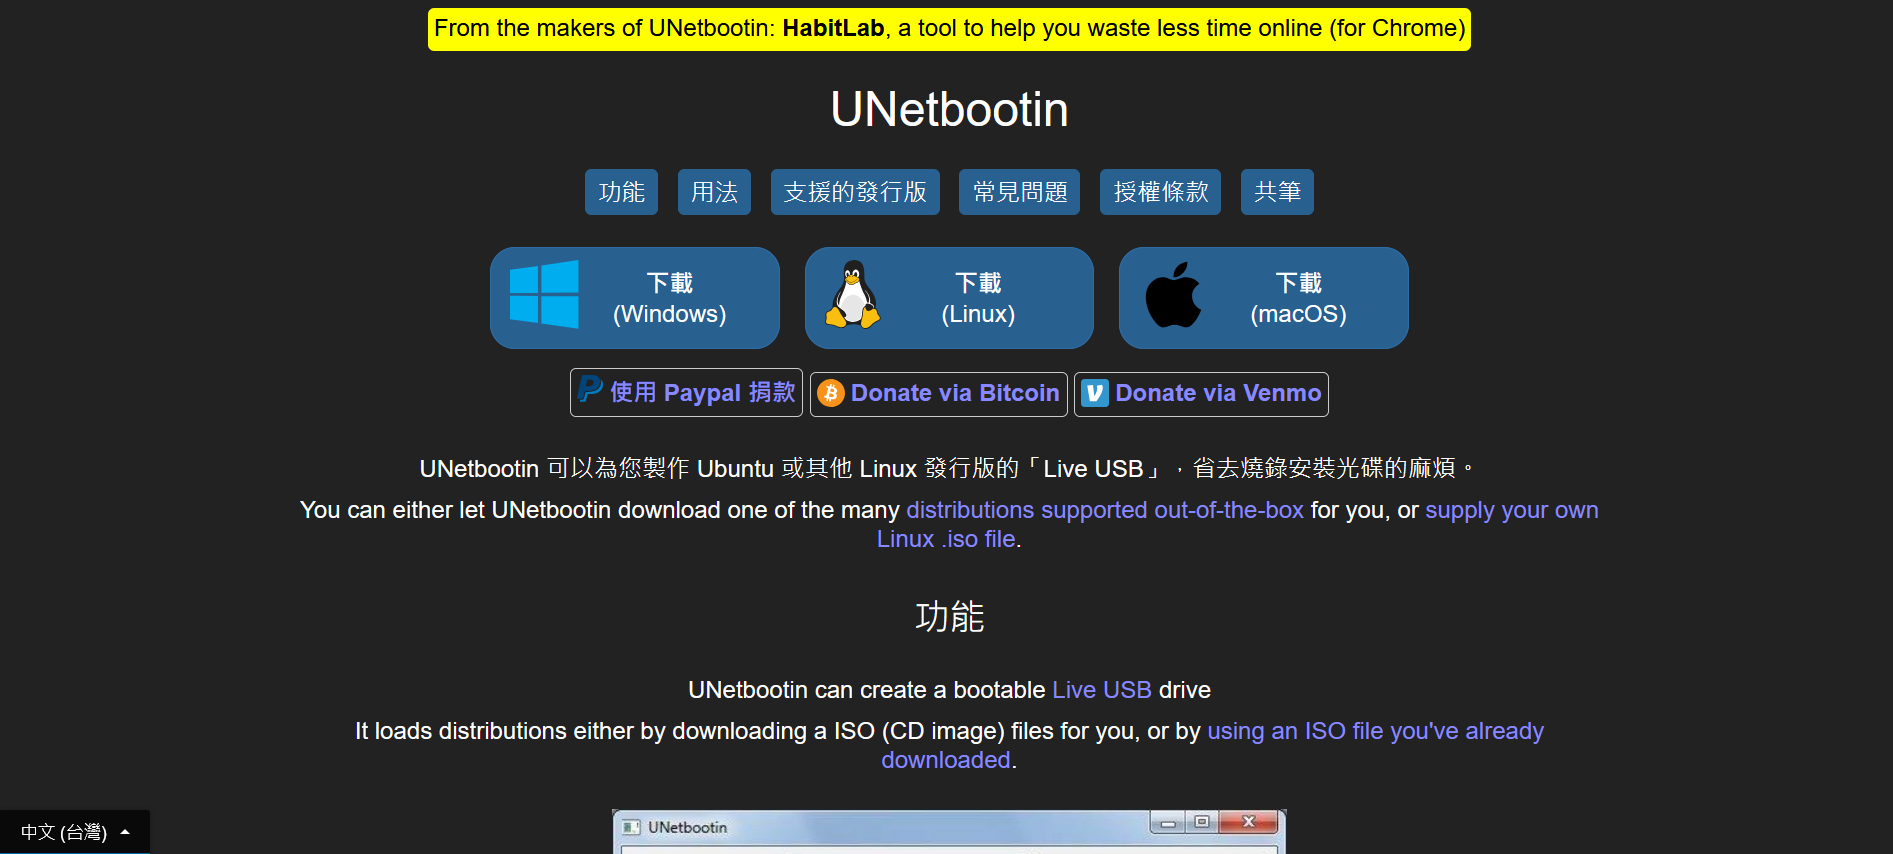 From the makers of UNetbootin: HabitLab, a tool to help you waste less time online (for Chrome)
UNetbootin
功能 用法 支援的發行版 常見問題 授權條款 共筆
下載 下載 下載
(Windows) (Linux) (macOS)
使用 Paypal 捐款 Donate via Bitcoin Donate via Venmo
UNetbootin 可以為您製作 Ubuntu 或其他 Linux 發行版的「Live USB」，省去燒錄安裝光碟的麻煩。
You can either let UNetbootin download one of the many distributions supported out-of-the-box for you, or supply your own
Linux .iso file.
功能
UNetbootin can create a bootable Live USB drive
It loads distributions either by downloading a ISO (CD image) files for you, or by using an ISO file you've already
downloaded.
UNetbootin
中文 (台灣)